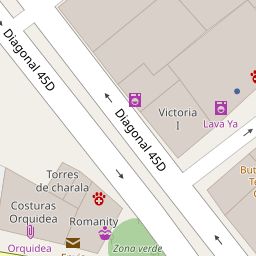 Diagonal 45D
Diagonal 45D
Victoria
I
Lava Ya
Torres
de charala
Costuras
Orquidea
Romanity
Orquidea
Zona verde